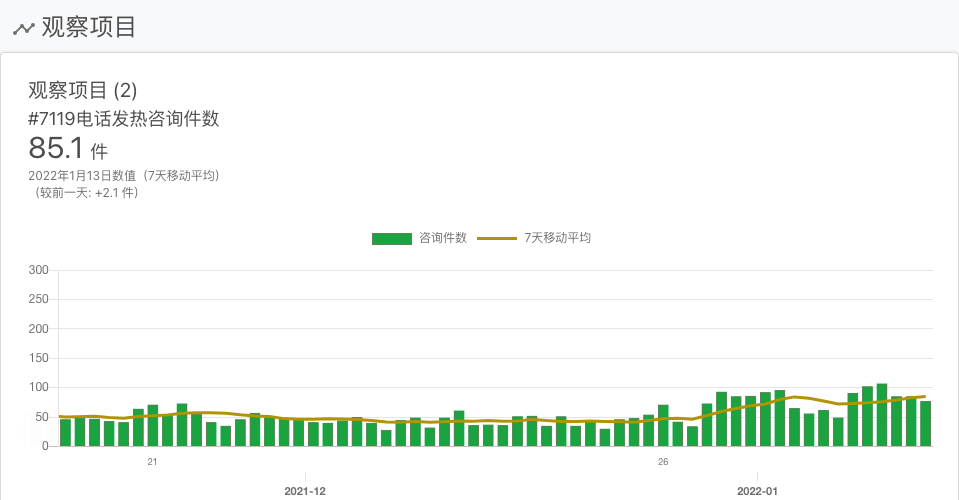 观察项目
观察项目 (2)
#7119电话发热咨询件数
85.1 件
2022年1月13日数值（7天移动平均）
（较前一天: +2.1 件）
咨询件数 7天移动平均
300
250
200
150
100
50
0
21 26
2021-12 2022-01